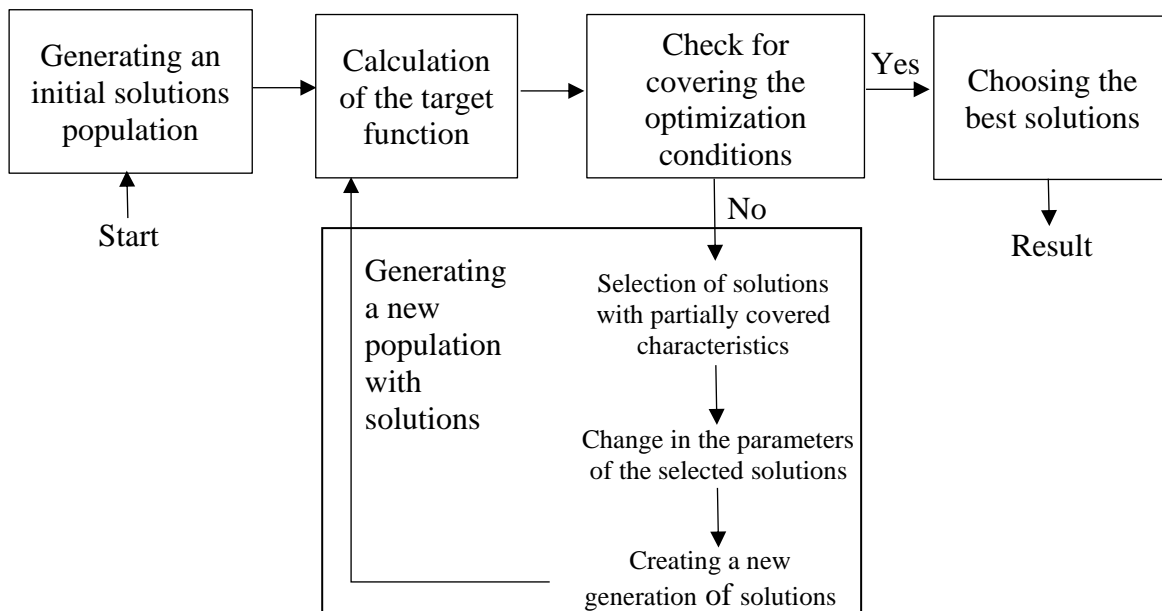 Generating an
initial solutions
population
Calculation
of the target
function
Check for
covering the
optimization
conditions
Yes
Choosing the
best solutions
Start
No
Result
Generating
a new
population
with
solutions
Selection of solutions
with partially covered
characteristics
Change in the parameters
of the selected solutions
Creating a new
generation of solutions